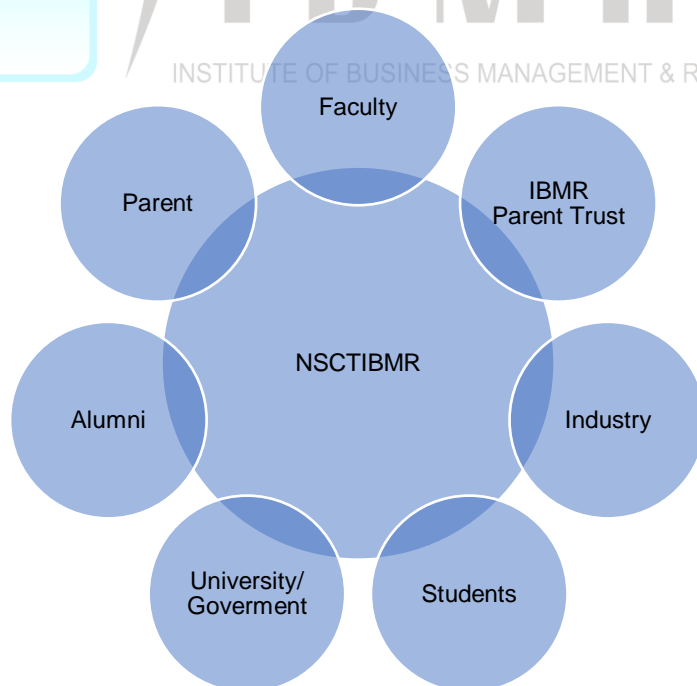 INSTITUTE OF BUSINESS MANAGEMENT & R
Faculty
Parent
IBMR
Parent Trust
NSCTIBMR
Alumni
Industry
University/
Goverment
Students